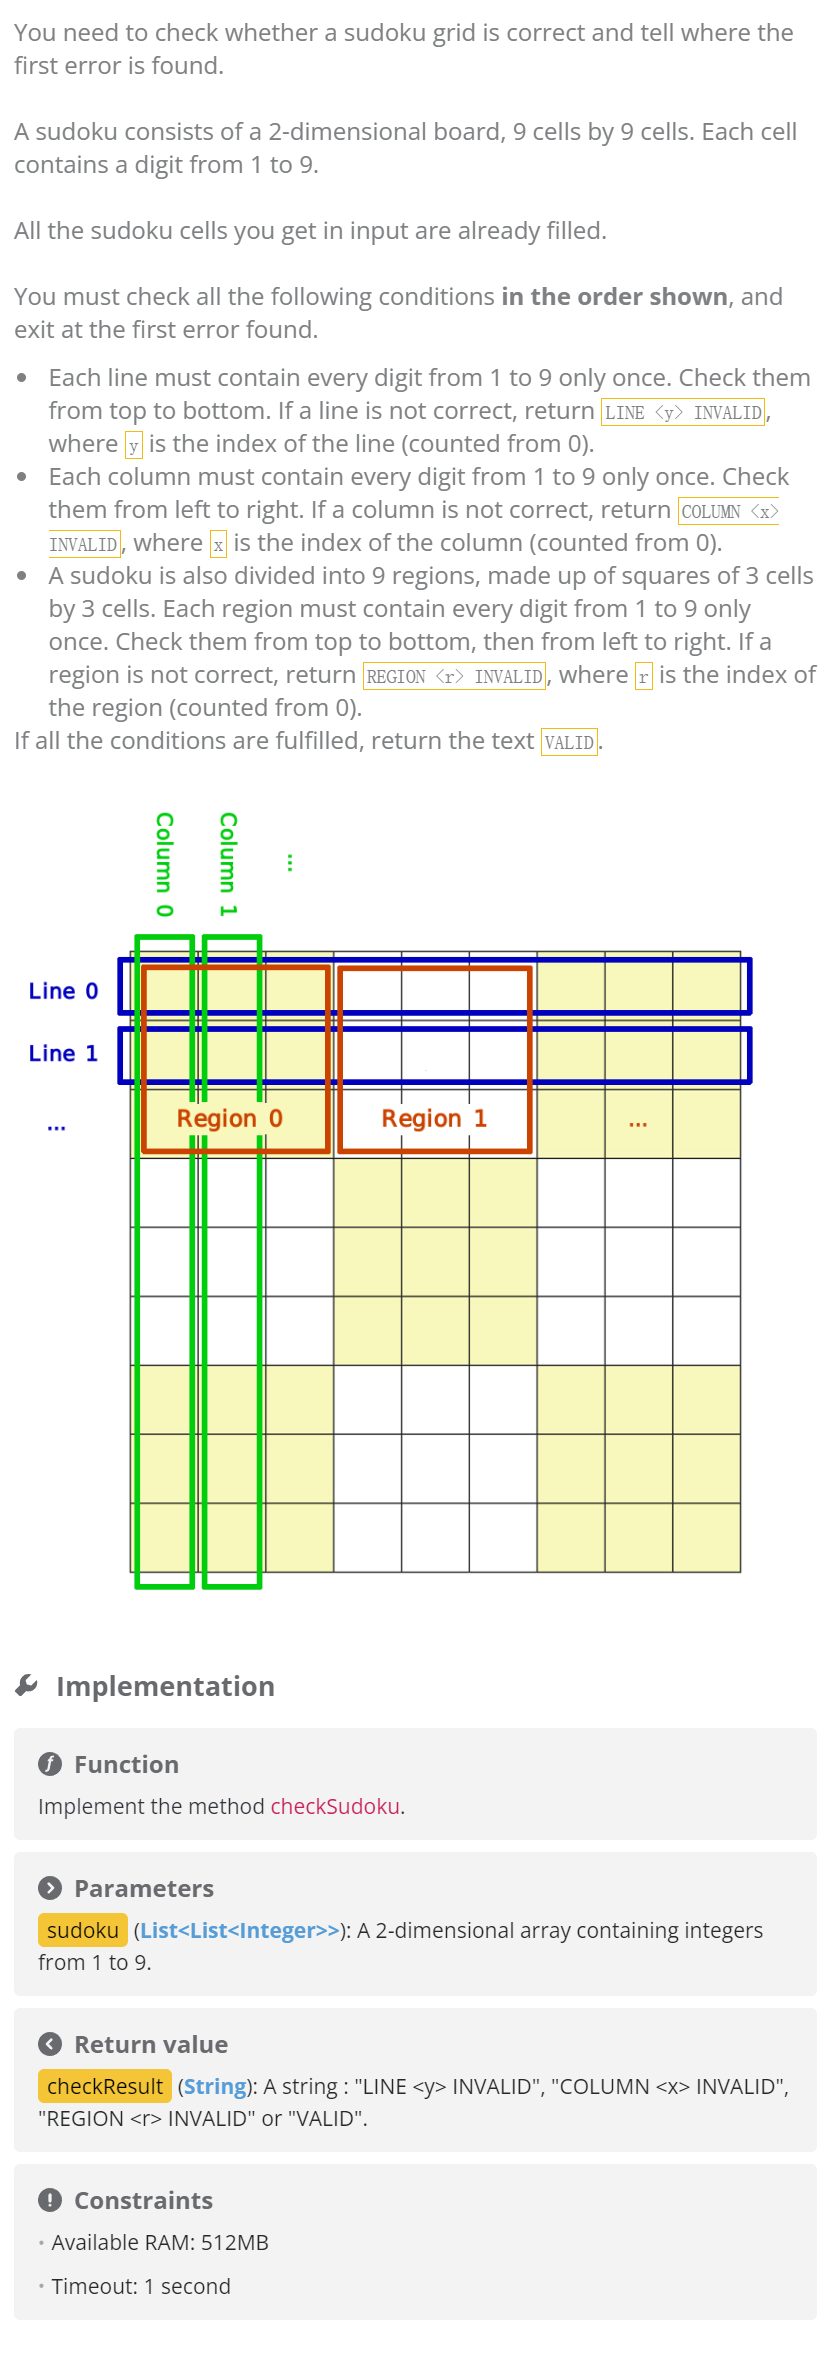 You need to check whether a sudoku grid is correct and tell where the
first error is found.
A sudoku consists of a 2-dimensional board, 9 cells by 9 cells. Each cell
contains a digit from 1 to 9.
All the sudoku cells you get in input are already filled.
You must check all the following conditions in the order shown, and
exit at the first error found.
• Each line must contain every digit from 1 to 9 only once. Check them
from top to bottom. If a line is not correct, return LINE <y> INVALID,
where y is the index of the line (counted from 0).
• Each column must contain every digit from 1 to 9 only once. Check
them from left to right. If a column is not correct, return COLUMN <x>
INVALID, where x is the index of the column (counted from 0).
• A sudoku is also divided into 9 regions, made up of squares of 3 cells
by 3 cells. Each region must contain every digit from 1 to 9 only
once. Check them from top to bottom, then from left to right. If a
region is not correct, return REGION <r> INVALID, where r is the index of
the region (counted from 0).
If all the conditions are fulfilled, return the text VALID.
Column 0
Column 1
...
Line 0
Line 1
...
Region 0
Region 1
...
Implementation
Function
Implement the method checkSudoku.
Parameters
sudoku (List<List<Integer>>): A 2-dimensional array containing integers
from 1 to 9.
Return value
checkResult (String): A string : "LINE <y> INVALID", "COLUMN <x> INVALID",
"REGION <r> INVALID" or "VALID".
Constraints
• Available RAM: 512MB
• Timeout: 1 second